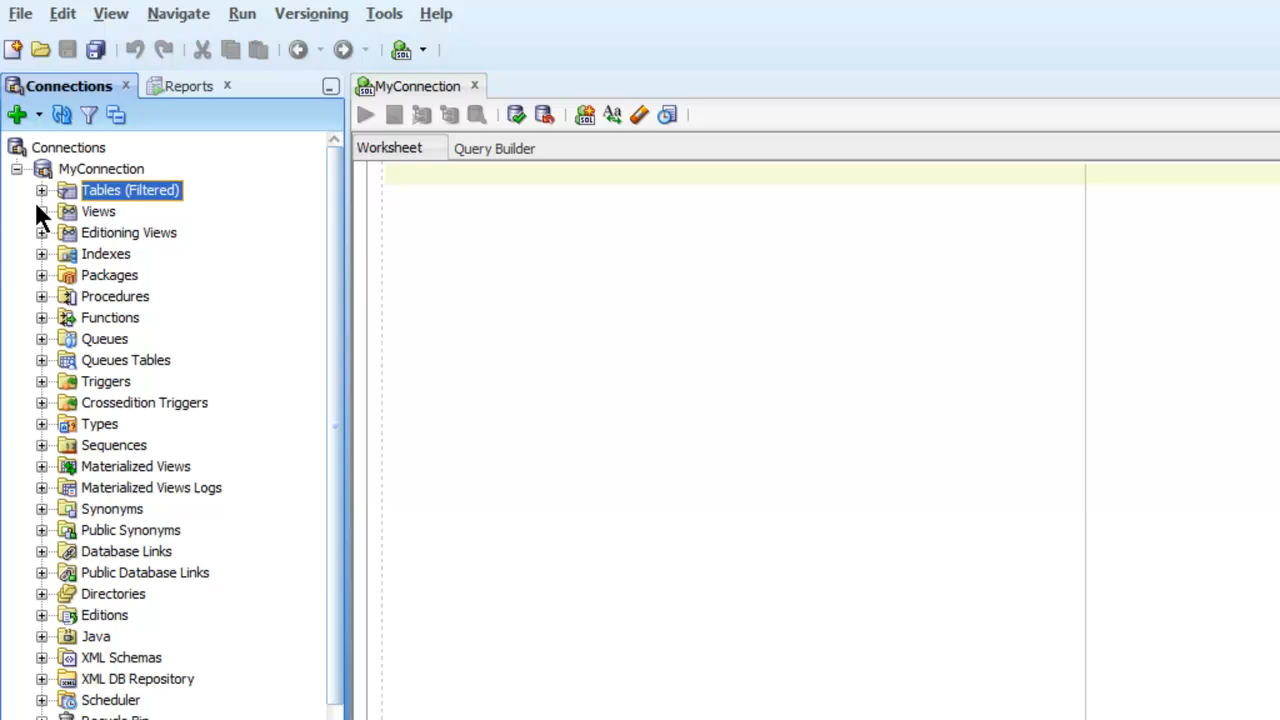 File Edit View Navigate Run Versioning Tools Help
Connections Reports
MyConnection
Worksheet Query Builder
Connections
MyConnection
Tables (Filtered)
Views
Editioning Views
Indexes
Packages
Procedures
Functions
Queues
Queues Tables
Triggers
Crossedition Triggers
Types
Sequences
Materialized Views
Materialized Views Logs
Synonyms
Public Synonyms
Database Links
Public Database Links
Directories
Editions
Java
XML Schemas
XML DB Repository
Scheduler